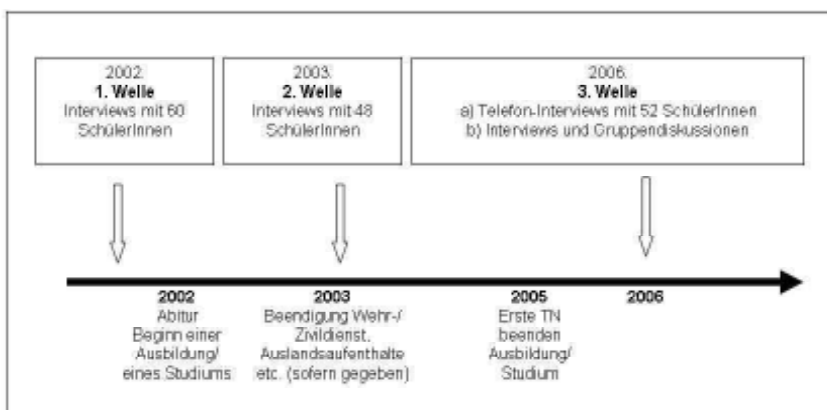 2002.
1. Welle
Interviews mit 60
SchülerInnen
2003.
2. Welle
Interviews mit 48
SchülerInnen
2006.
3. Welle
a) Telefon-Interviews mit 52 SchülerInnen
b) Interviews und Gruppendiskussionen
2002
Abitur
Beginn einer
Ausbildung/
eines Studiums
2003
Beendigung Wehr-/
Zivildienst.
Auslandsaufenthalte
etc. (sofern gegeben)
2005
Erste TN
beenden
Ausbildung/
Studium
2006